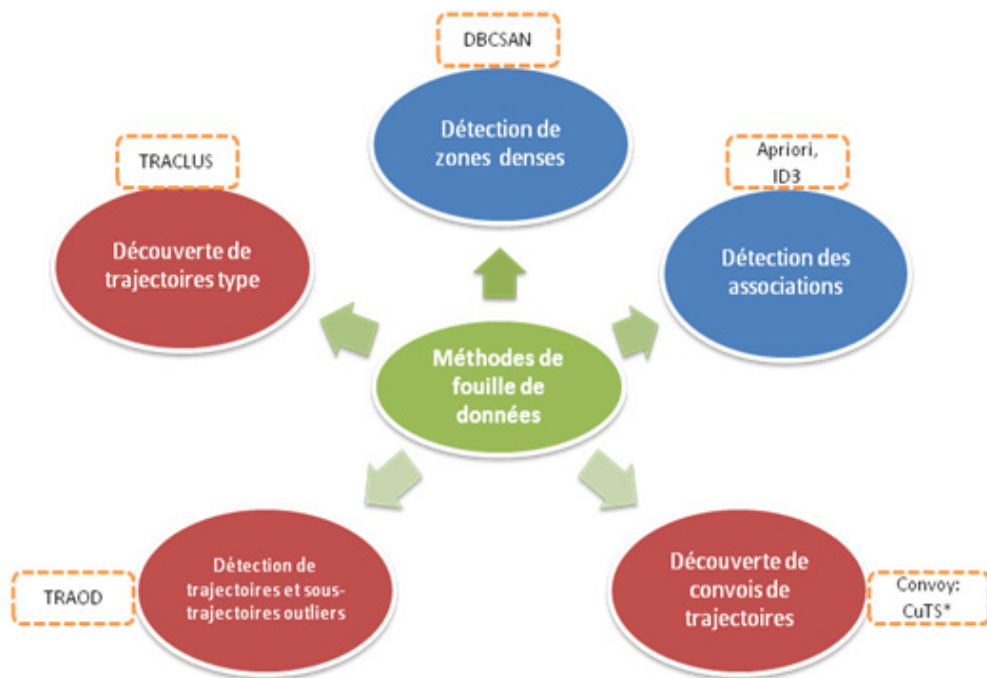 DBCSAN
Détection de
zones denses
TRACLUS
Découverte de
trajectoires type
Apriori,
ID3
Détection des
associations
Méthodes de
fouille de
données
TRAOD
Détection de
trajectoires et sous-
trajectoires outliers
Découverte de
convois de
trajectoires
Convoy:
CuTS*